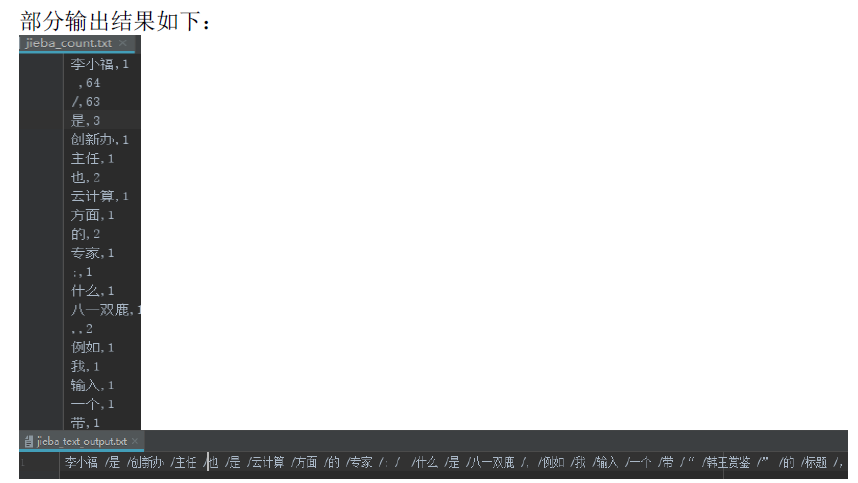 部分输出结果如下：
jieba_count.txt ×
李小福,1
 ,64
/,63
是,3
创新办,1
主任,1
也,2
云计算,1
方面,1
的,2
专家,1
:,1
什么,1
八一双鹿,1
,,2
例如,1
我,1
输入,1
一个,1
带,1
jieba_text_output.txt ×
1 李小福 /是 /创新办 /主任 /也 /是 /云计算 /方面 /的 /专家 /: / /什么 /是 /八一双鹿 /, /例如 /我 /输入 /一个 /带 /“ /韩玉赏鉴 /” /的 /标题 /,